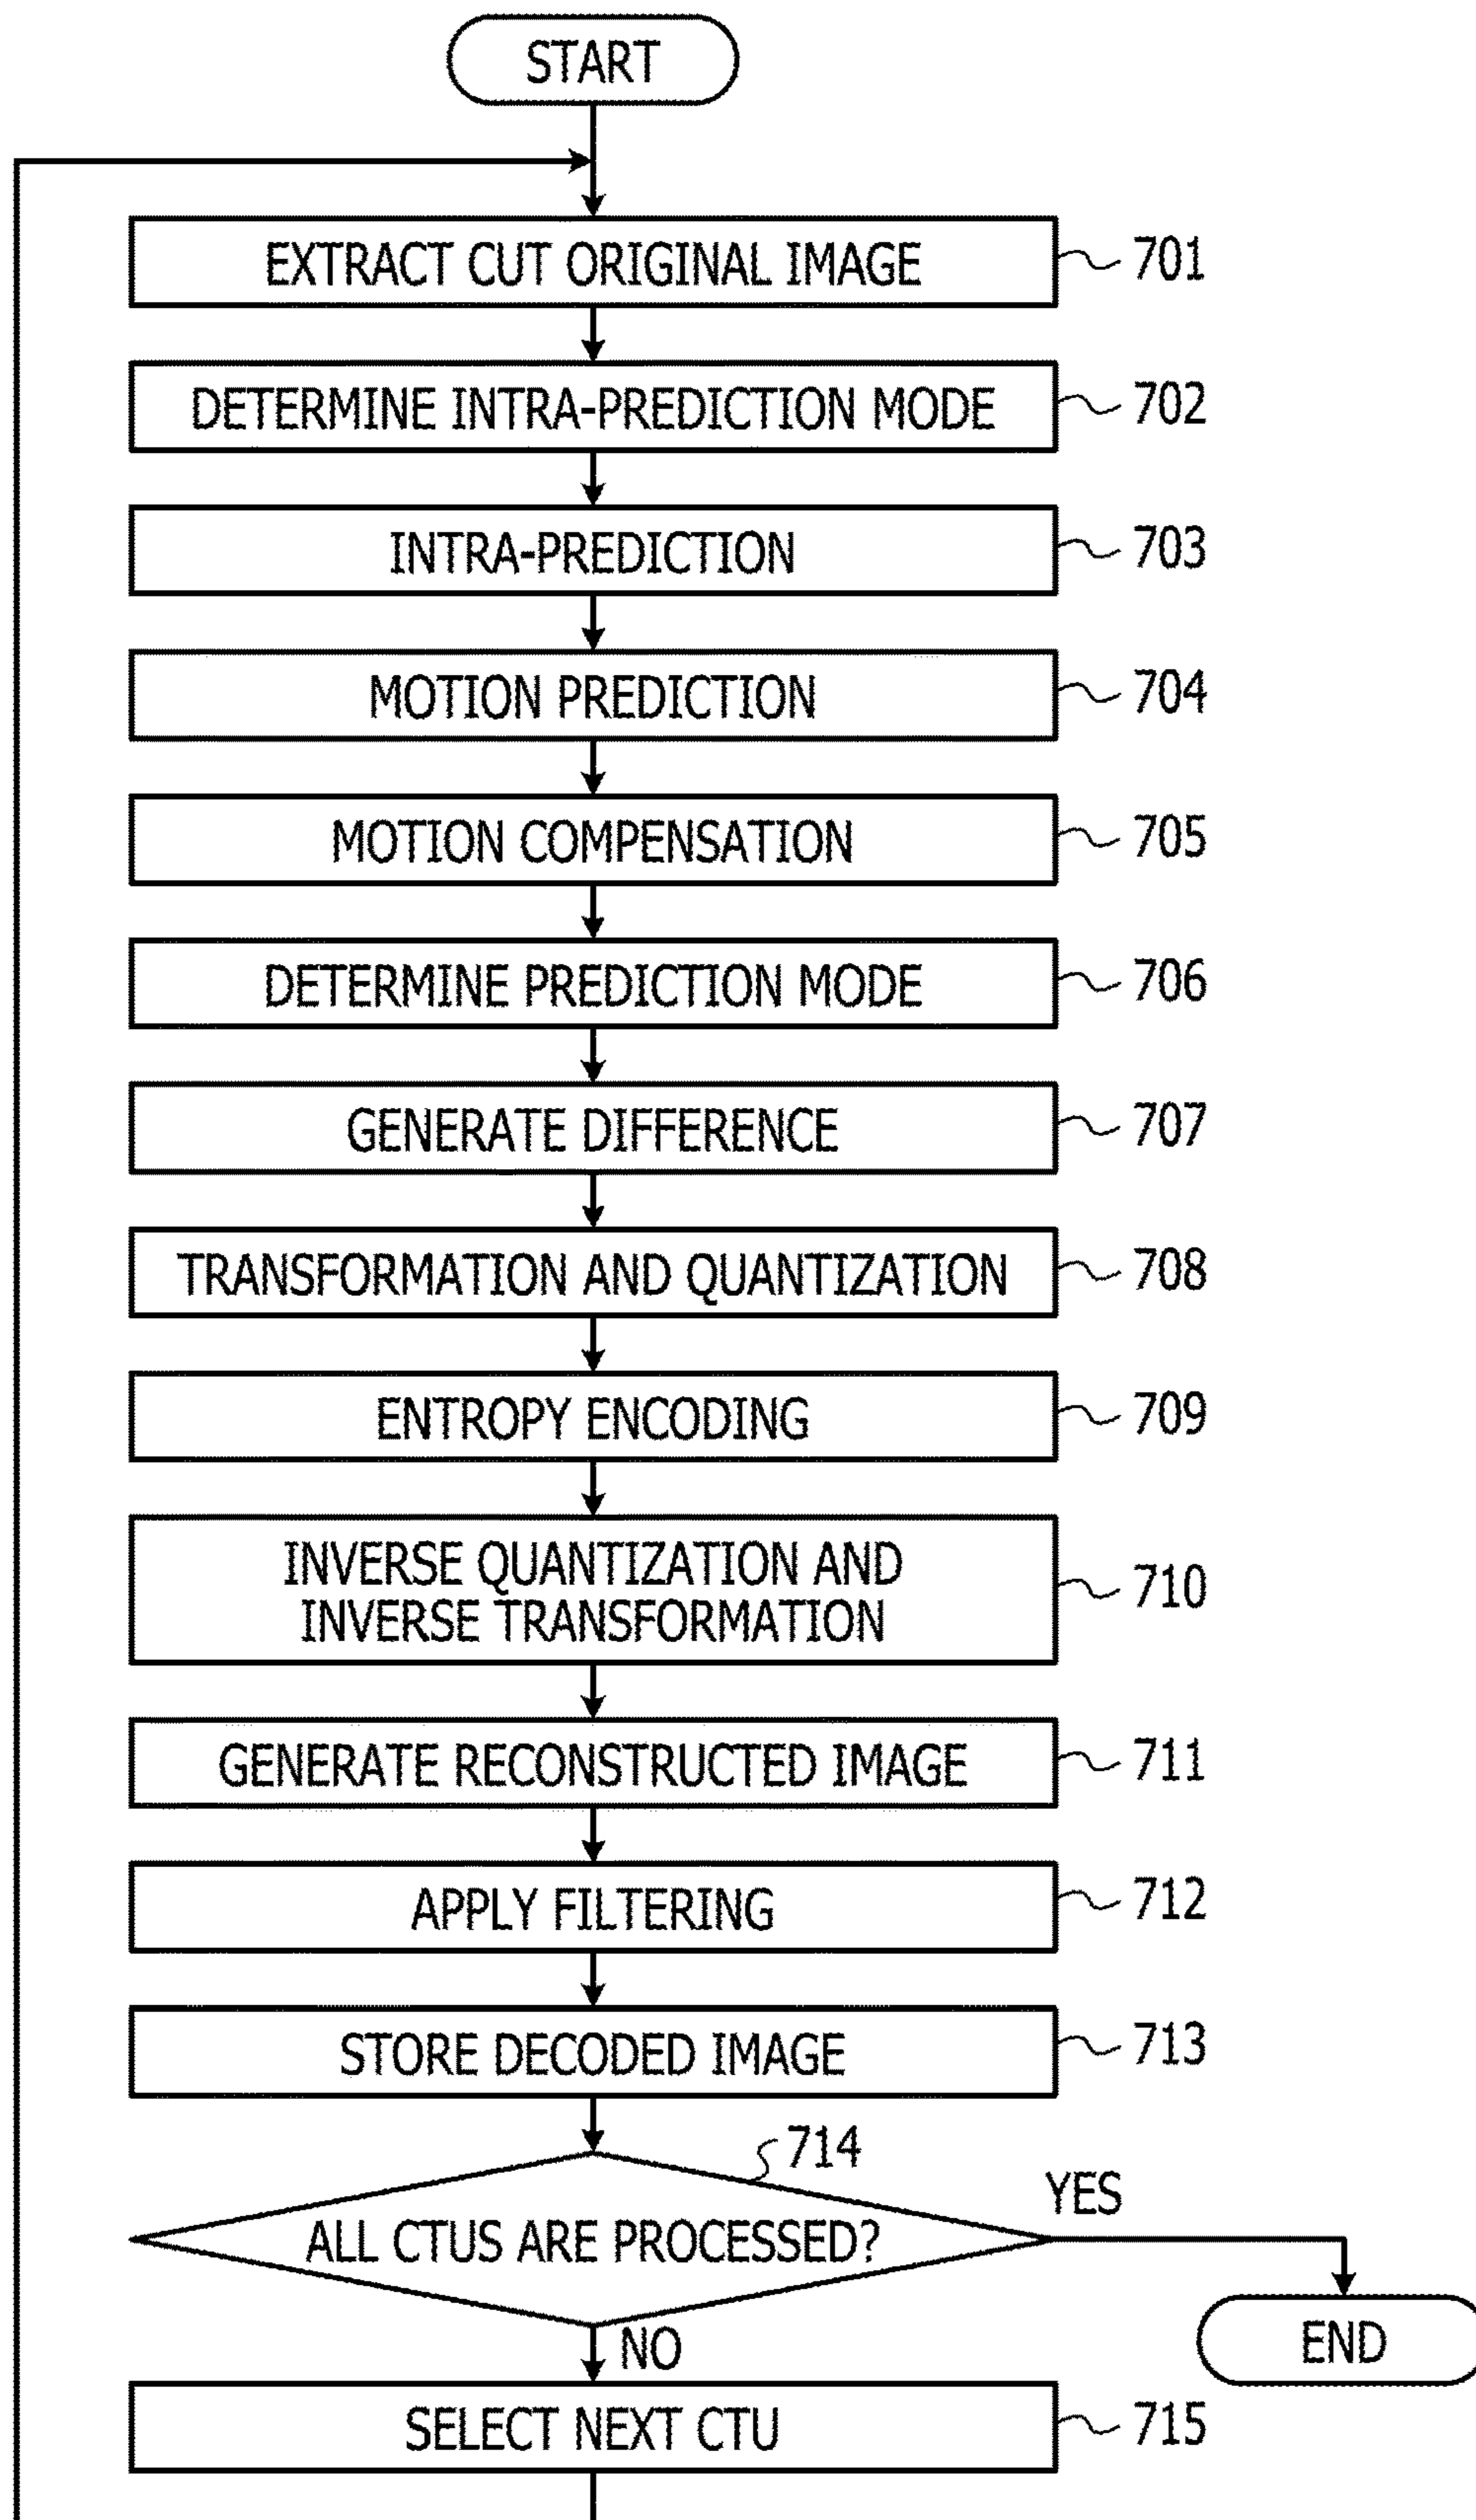 START
EXTRACT CUT ORIGINAL IMAGE
701
DETERMINE INTRA-PREDICTION MODE
702
INTRA-PREDICTION
703
MOTION PREDICTION
704
MOTION COMPENSATION
705
DETERMINE PREDICTION MODE
706
GENERATE DIFFERENCE
707
TRANSFORMATION AND QUANTIZATION
708
ENTROPY ENCODING
709
INVERSE QUANTIZATION AND
INVERSE TRANSFORMATION
710
GENERATE RECONSTRUCTED IMAGE
711
APPLY FILTERING
712
STORE DECODED IMAGE
713
714
ALL CTUS ARE PROCESSED?
YES
END
NO
SELECT NEXT CTU
715